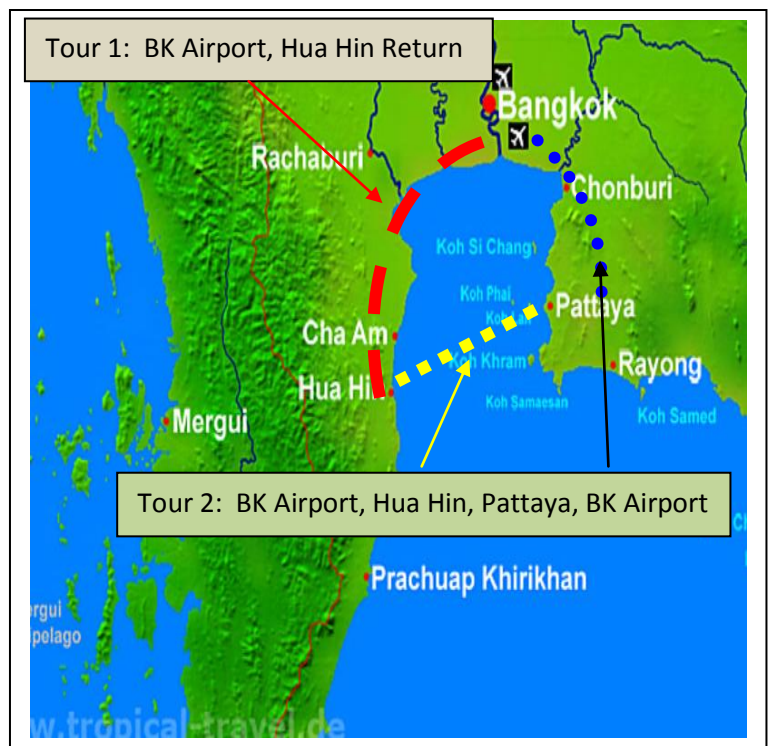 Tour 1: BK Airport, Hua Hin Return
Bangkok
Rachaburi
Chonburi
Koh Si Chang
Koh Phai
Pattaya
Cha Am
Koh Khram
Rayong
Hua Hin
Koh Samaesan
Koh Samed
Mergui
Tour 2: BK Airport, Hua Hin, Pattaya, BK Airport
Prachuap Khirikhan
ergui
ipelago
w.tropical-travel.de